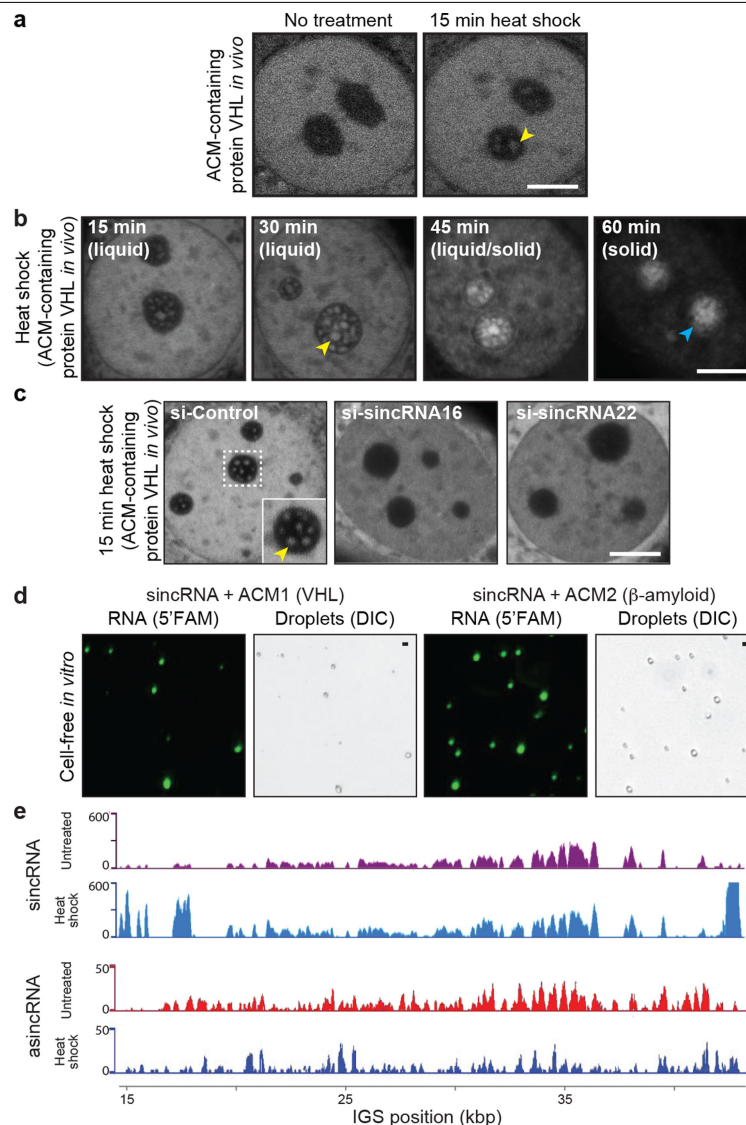 a
No treatment
15 min heat shock
ACM-containing
protein VHL in vivo
b
Heat shock
(ACM-containing
protein VHL in vivo)
15 min
(liquid)
30 min
(liquid)
45 min
(liquid/solid)
60 min
(solid)
c
15 min heat shock
(ACM-containing
protein VHL in vivo)
si-Control
si-sincRNA16
si-sincRNA22
d
sincRNA + ACM1 (VHL)
sincRNA + ACM2 (β-amyloid)
RNA (5'FAM)
Droplets (DIC)
RNA (5'FAM)
Droplets (DIC)
Cell-free in vitro
e
sincRNA
Untreated
600
0
Heat
shock
600
0
asincRNA
Untreated
50
0
Heat
shock
50
0
15
25
35
IGS position (kbp)